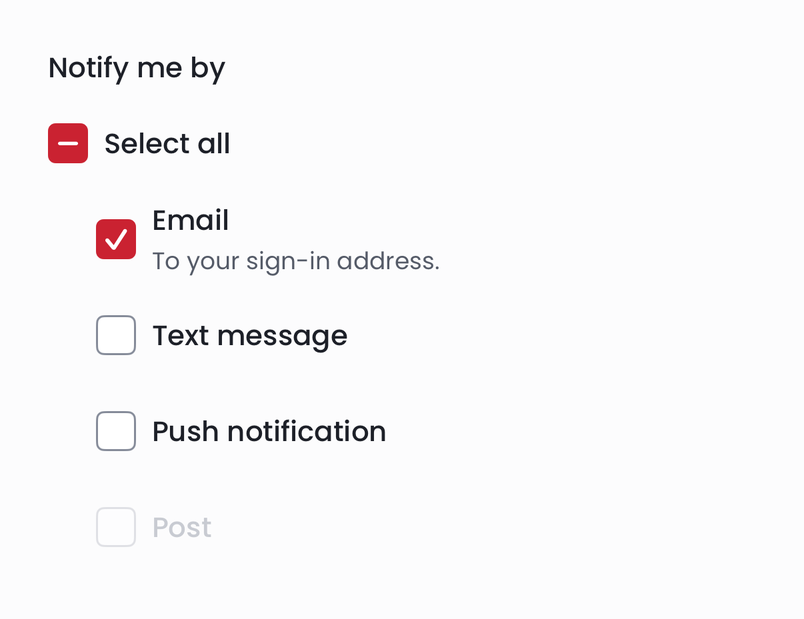 Notify me by
Select all
Email
To your sign-in address.
Text message
Push notification
Post